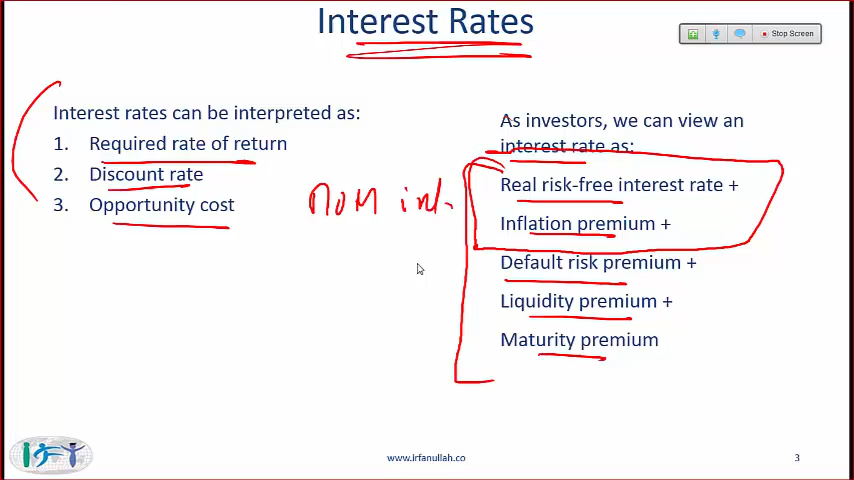 Interest Rates
Stop Screen
Interest rates can be interpreted as:
1. Required rate of return
2. Discount rate
3. Opportunity cost
nom int.
As investors, we can view an
interest rate as:
Real risk-free interest rate +
Inflation premium +
Default risk premium +
Liquidity premium +
Maturity premium
www.irfanullah.co
3